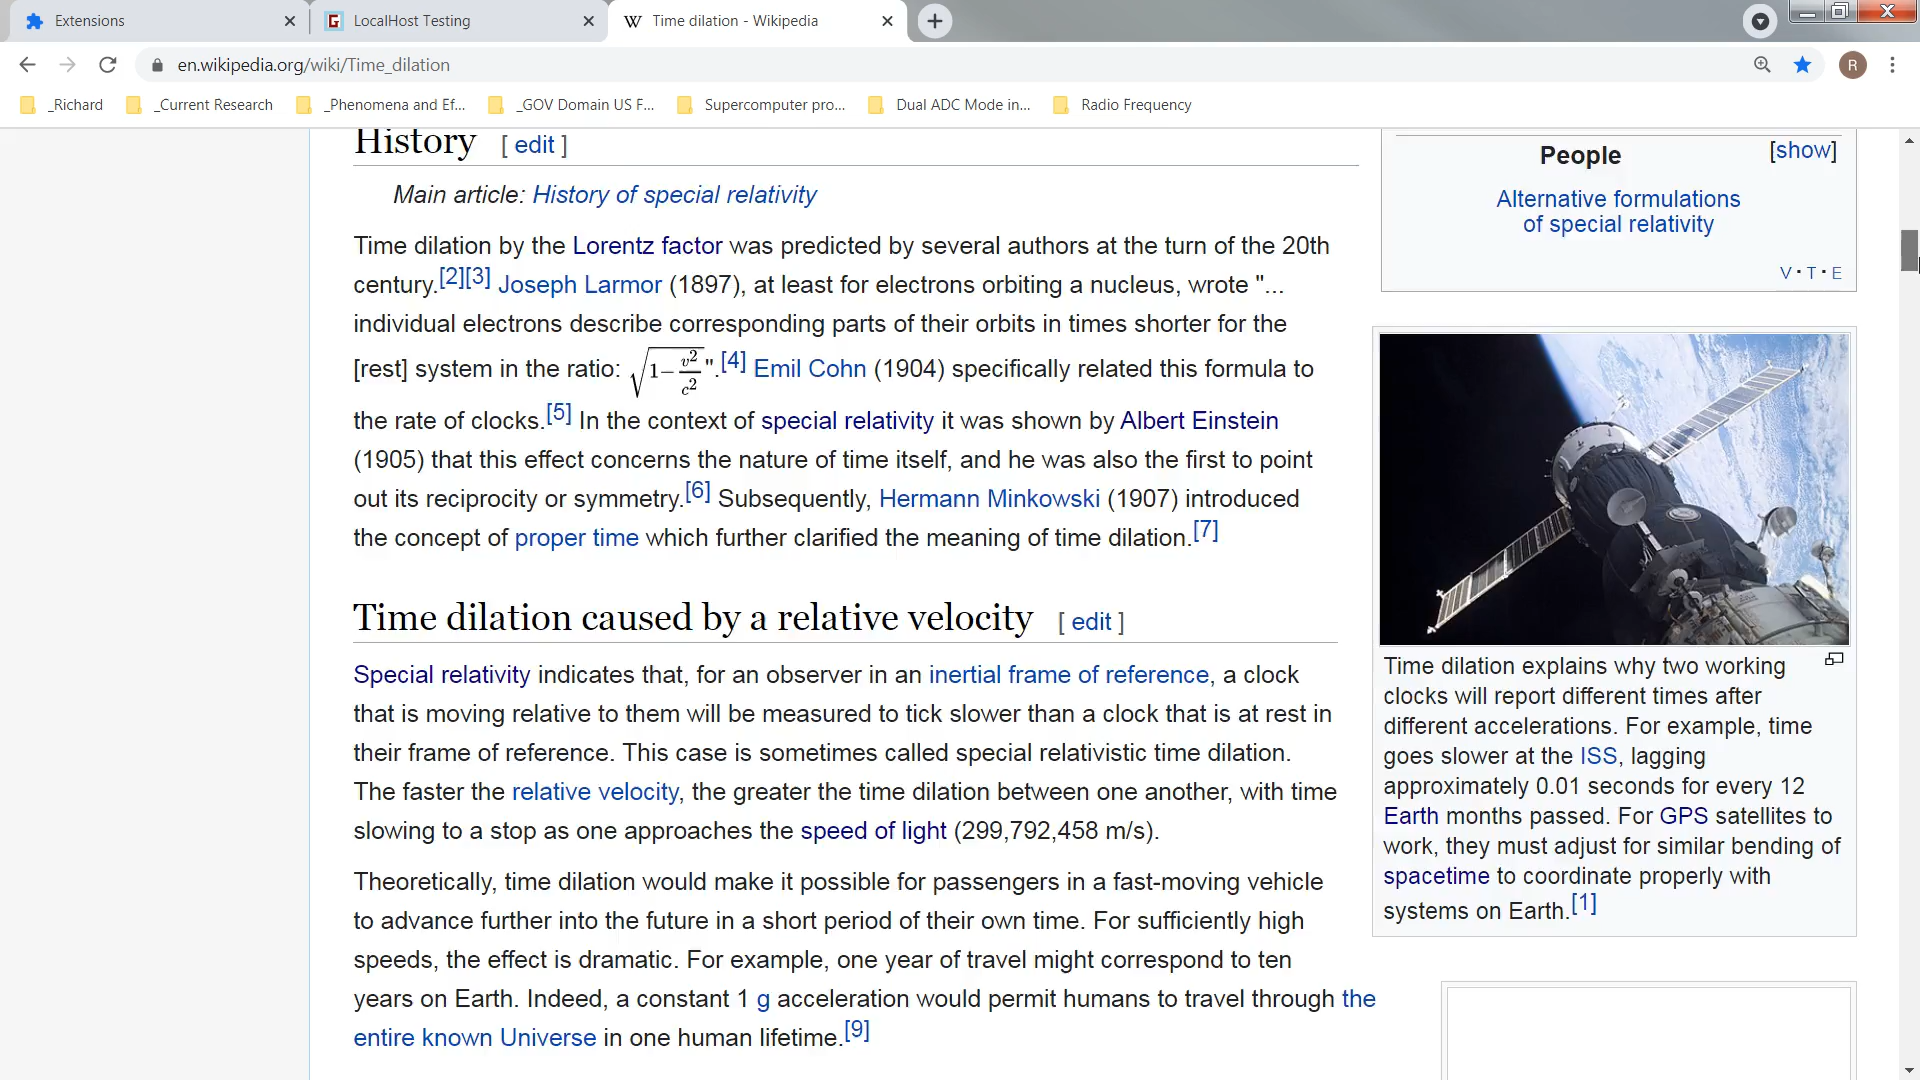 Extensions
LocalHost Testing
Time dilation - Wikipedia
en.wikipedia.org/wiki/Time_dilation
R
_Richard
_Current Research
_Phenomena and Ef...
_GOV Domain US F...
Supercomputer pro...
Dual ADC Mode in...
Radio Frequency
History [ edit ]
Main article: History of special relativity
Time dilation by the Lorentz factor was predicted by several authors at the turn of the 20th
century.[2][3] Joseph Larmor (1897), at least for electrons orbiting a nucleus, wrote "...
individual electrons describe corresponding parts of their orbits in times shorter for the
[rest] system in the ratio: √(1−v²/c²)".[4] Emil Cohn (1904) specifically related this formula to
the rate of clocks.[5] In the context of special relativity it was shown by Albert Einstein
(1905) that this effect concerns the nature of time itself, and he was also the first to point
out its reciprocity or symmetry.[6] Subsequently, Hermann Minkowski (1907) introduced
the concept of proper time which further clarified the meaning of time dilation.[7]
Time dilation caused by a relative velocity [ edit ]
Special relativity indicates that, for an observer in an inertial frame of reference, a clock
that is moving relative to them will be measured to tick slower than a clock that is at rest in
their frame of reference. This case is sometimes called special relativistic time dilation.
The faster the relative velocity, the greater the time dilation between one another, with time
slowing to a stop as one approaches the speed of light (299,792,458 m/s).
Theoretically, time dilation would make it possible for passengers in a fast-moving vehicle
to advance further into the future in a short period of their own time. For sufficiently high
speeds, the effect is dramatic. For example, one year of travel might correspond to ten
years on Earth. Indeed, a constant 1 g acceleration would permit humans to travel through the
entire known Universe in one human lifetime.[9]
People [show]
Alternative formulations
of special relativity
V · T · E
Time dilation explains why two working
clocks will report different times after
different accelerations. For example, time
goes slower at the ISS, lagging
approximately 0.01 seconds for every 12
Earth months passed. For GPS satellites to
work, they must adjust for similar bending of
spacetime to coordinate properly with
systems on Earth.[1]